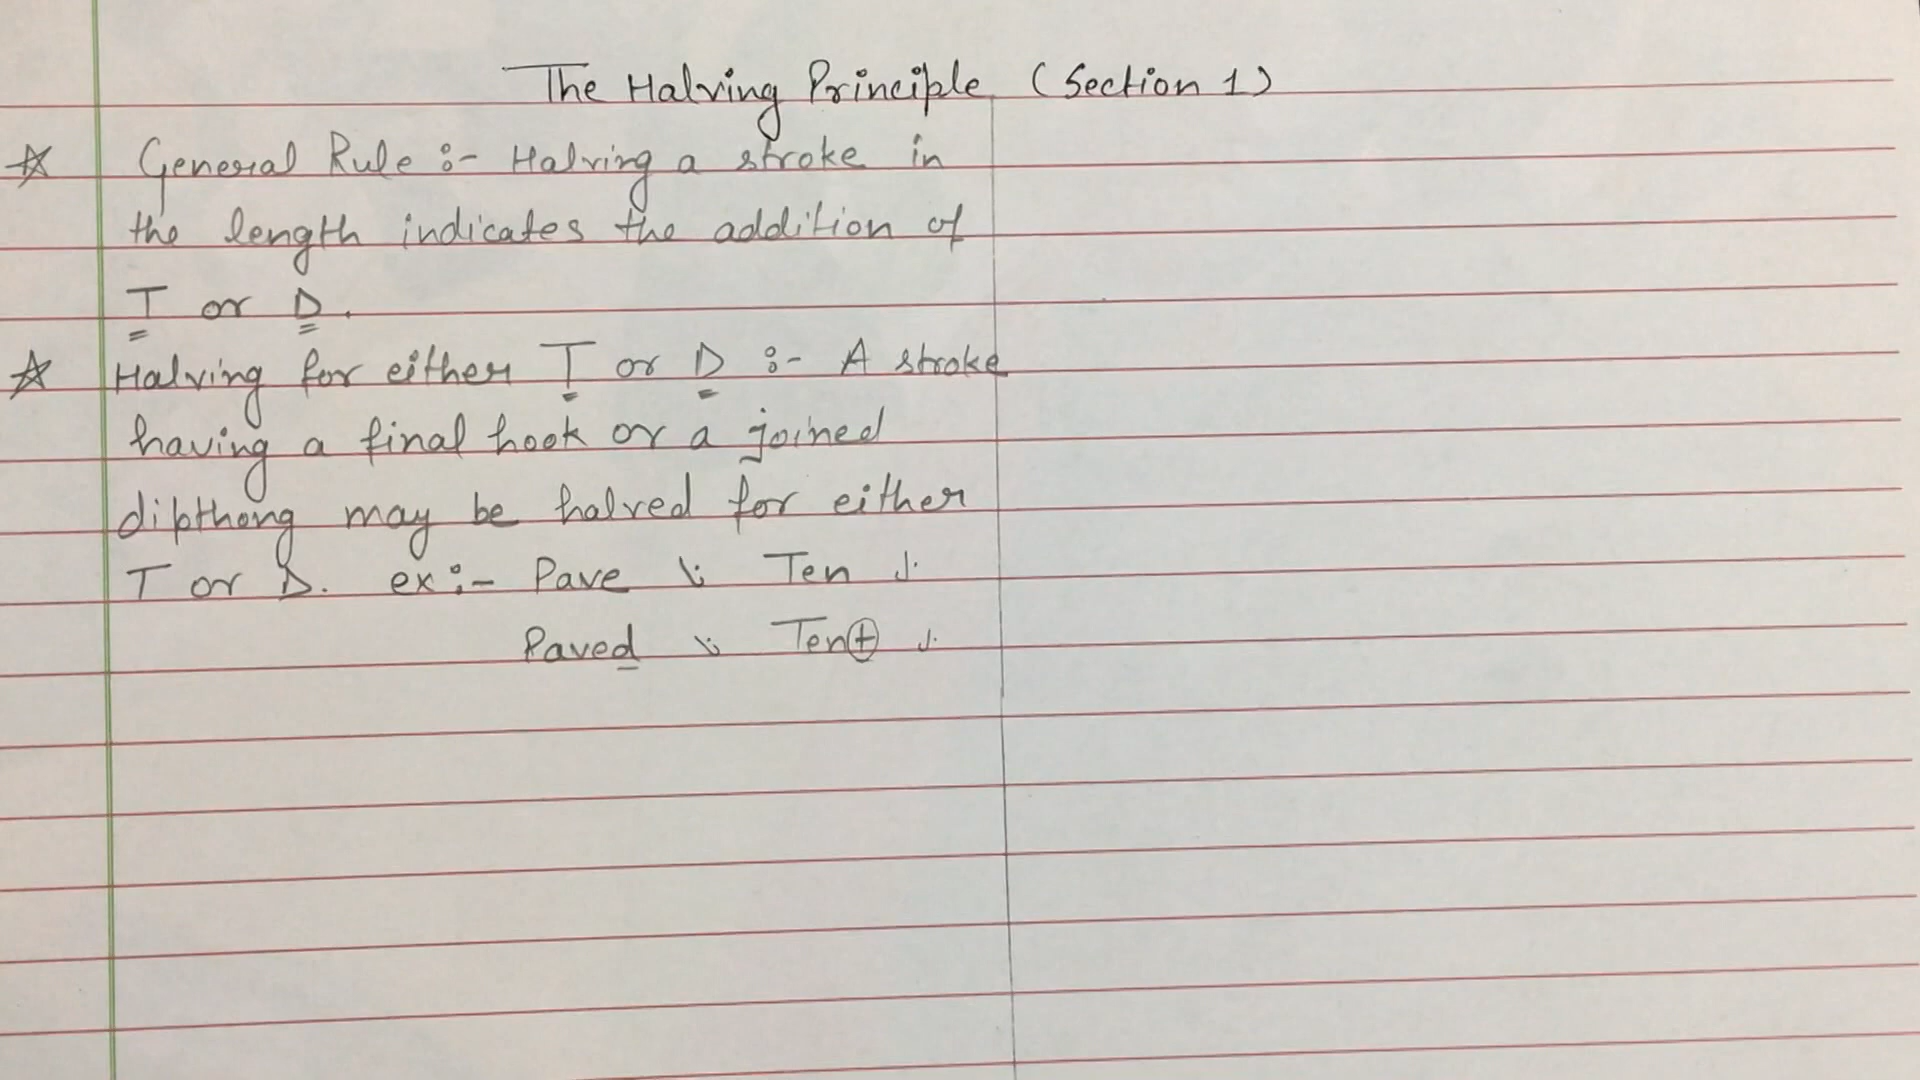 The Halving Principle (Section 1)
☆ General Rule :- Halving a stroke in
the length indicates the addition of
T or D.
☆ Halving for either T or D :- A stroke
having a final hook or a joined
dipthong may be halved for either
T or D. ex:- Pave Ten
Paved Tent